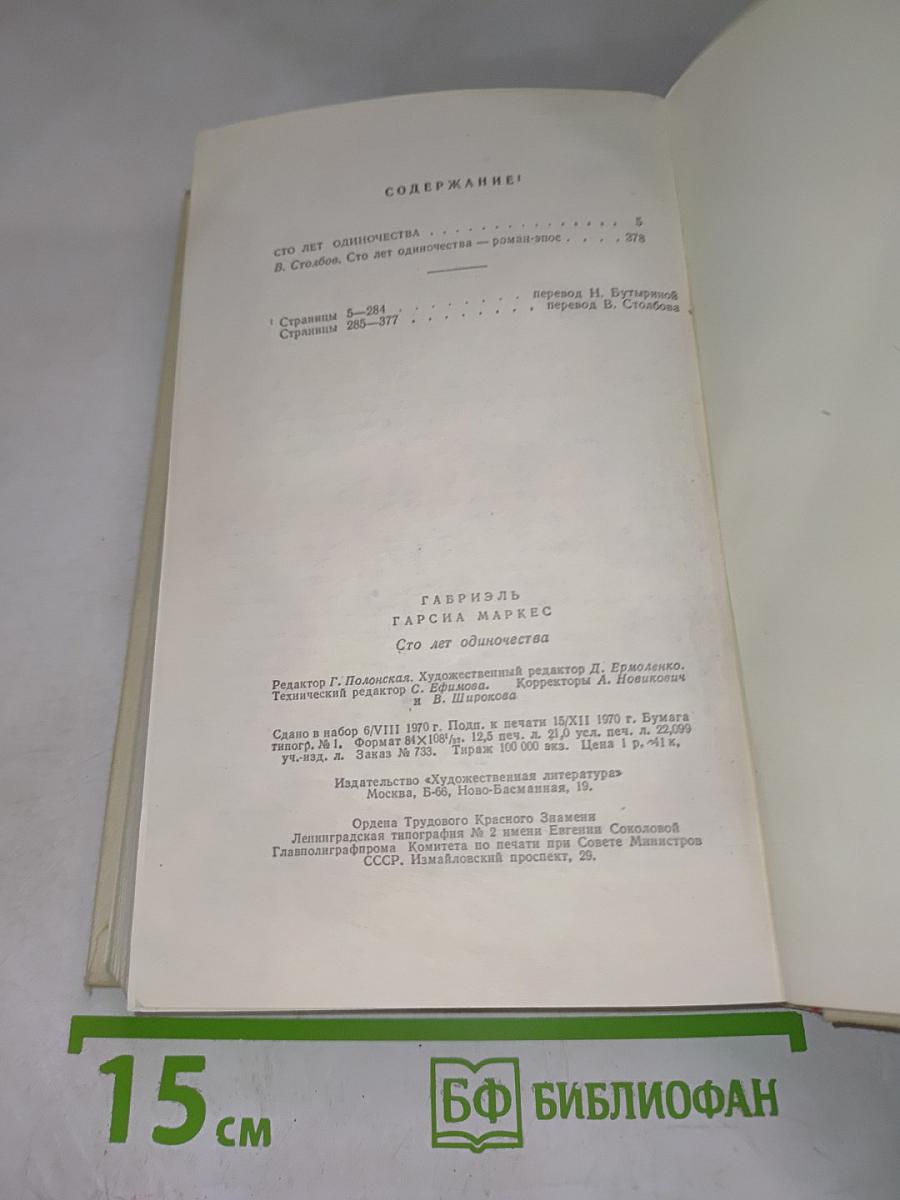 СОДЕРЖАНИЕ¹
СТО ЛЕТ ОДИНОЧЕСТВА . . . . . . . . . . . . . . . 5
В. Столбов. Сто лет одиночества — роман-эпос . . . . 378
¹ Страницы 5—284 . . . . . . . перевод Н. Бутыриной
Страницы 285—377 . . . . . . . . перевод В. Столбова
ГАБРИЭЛЬ
ГАРСИА МАРКЕС
Сто лет одиночества
Редактор Г. Полонская. Художественный редактор Д. Ермоленко.
Технический редактор С. Ефимова. Корректоры А. Новикович
и В. Широкова
Сдано в набор 6/VIII 1970 г. Подп. к печати 15/XII 1970 г. Бумага
типогр. № 1. Формат 84×108¹/₃₂. 12,5 печ. л. 21,0 усл. печ. л. 22,099
уч.-изд. л. Заказ № 733. Тираж 100 000 экз. Цена 1 р. 41 к.
Издательство «Художественная литература»
Москва, Б-66, Ново-Басманная, 19.
Ордена Трудового Красного Знамени
Ленинградская типография № 2 имени Евгении Соколовой
Главполиграфпрома Комитета по печати при Совете Министров
СССР. Измайловский проспект, 29.
15 см
БФ БИБЛИОФАН